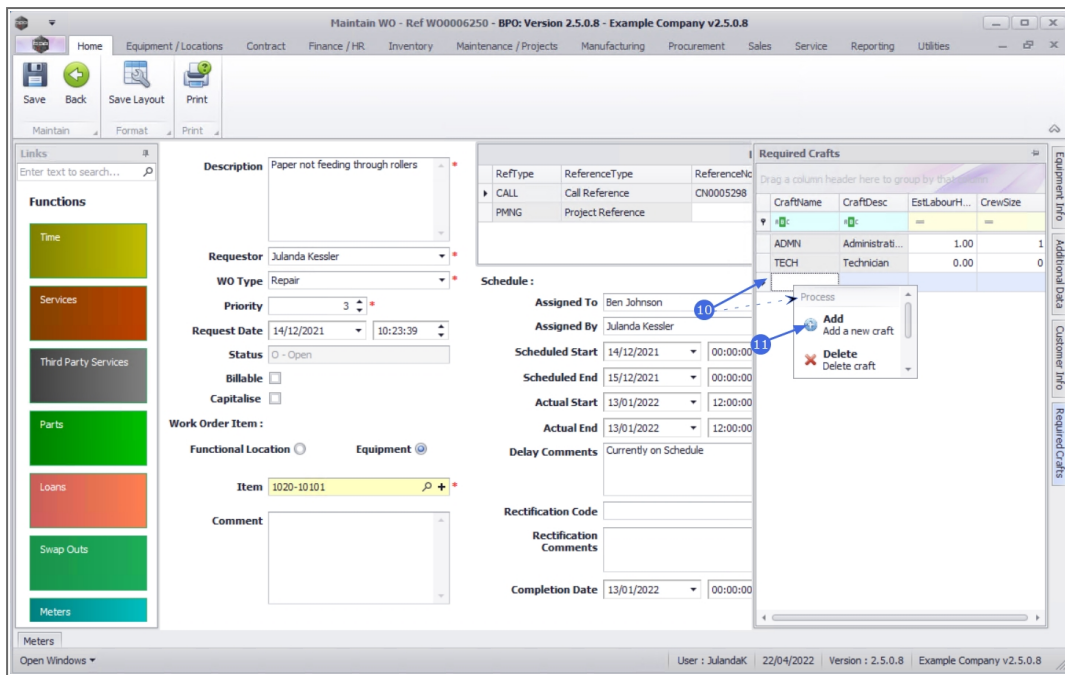 Maintain WO - Ref WO0006250 - BPO: Version 2.5.0.8 - Example Company v2.5.0.8
Home Equipment / Locations Contract Finance / HR Inventory Maintenance / Projects Manufacturing Procurement Sales Service Reporting Utilities
Save Back Save Layout Print
Maintain Format Print
Links
Enter text to search...
Functions
Time
Services
Third Party Services
Parts
Loans
Swap Outs
Meters
Description Paper not feeding through rollers *
Requestor Julanda Kessler *
WO Type Repair *
Priority 3 *
Request Date 14/12/2021 10:23:39
Status O - Open
Billable
Capitalise
Work Order Item :
Functional Location Equipment
Item 1020-10101 *
Comment
RefType ReferenceType ReferenceNo
CALL Call Reference CN0005298
PMNG Project Reference
Schedule :
Assigned To Ben Johnson
Assigned By Julanda Kessler
Scheduled Start 14/12/2021 00:00:00
Scheduled End 15/12/2021 00:00:00
Actual Start 13/01/2022 12:00:00
Actual End 13/01/2022 12:00:00
Delay Comments Currently on Schedule
Rectification Code
Rectification
Comments
Completion Date 13/01/2022 00:00:00
Required Crafts
Drag a column header here to group by that column
CraftName CraftDesc EstLabourH... CrewSize
ADMN Administrati... 1.00 1
TECH Technician 0.00 0
10
Process
11
Add
Add a new craft
Delete
Delete craft
Equipment Info
Additional Data
Customer Info
Required Crafts
Meters
Open Windows
User : JulandaK 22/04/2022 Version : 2.5.0.8 Example Company v2.5.0.8